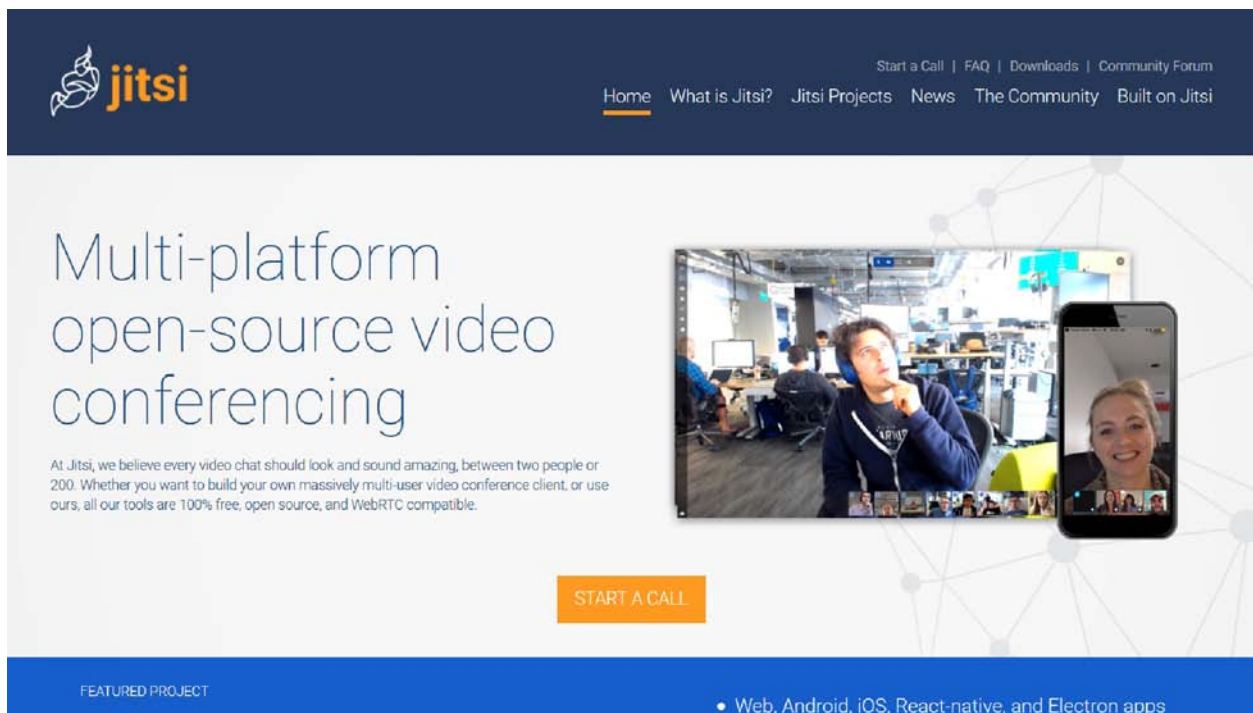 jitsi
Start a Call | FAQ | Downloads | Community Forum
Home What is Jitsi? Jitsi Projects News The Community Built on Jitsi
Multi-platform
open-source video
conferencing
At Jitsi, we believe every video chat should look and sound amazing, between two people or
200. Whether you want to build your own massively multi-user video conference client, or use
ours, all our tools are 100% free, open source, and WebRTC compatible.
START A CALL
FEATURED PROJECT
• Web, Android, iOS, React-native, and Electron apps